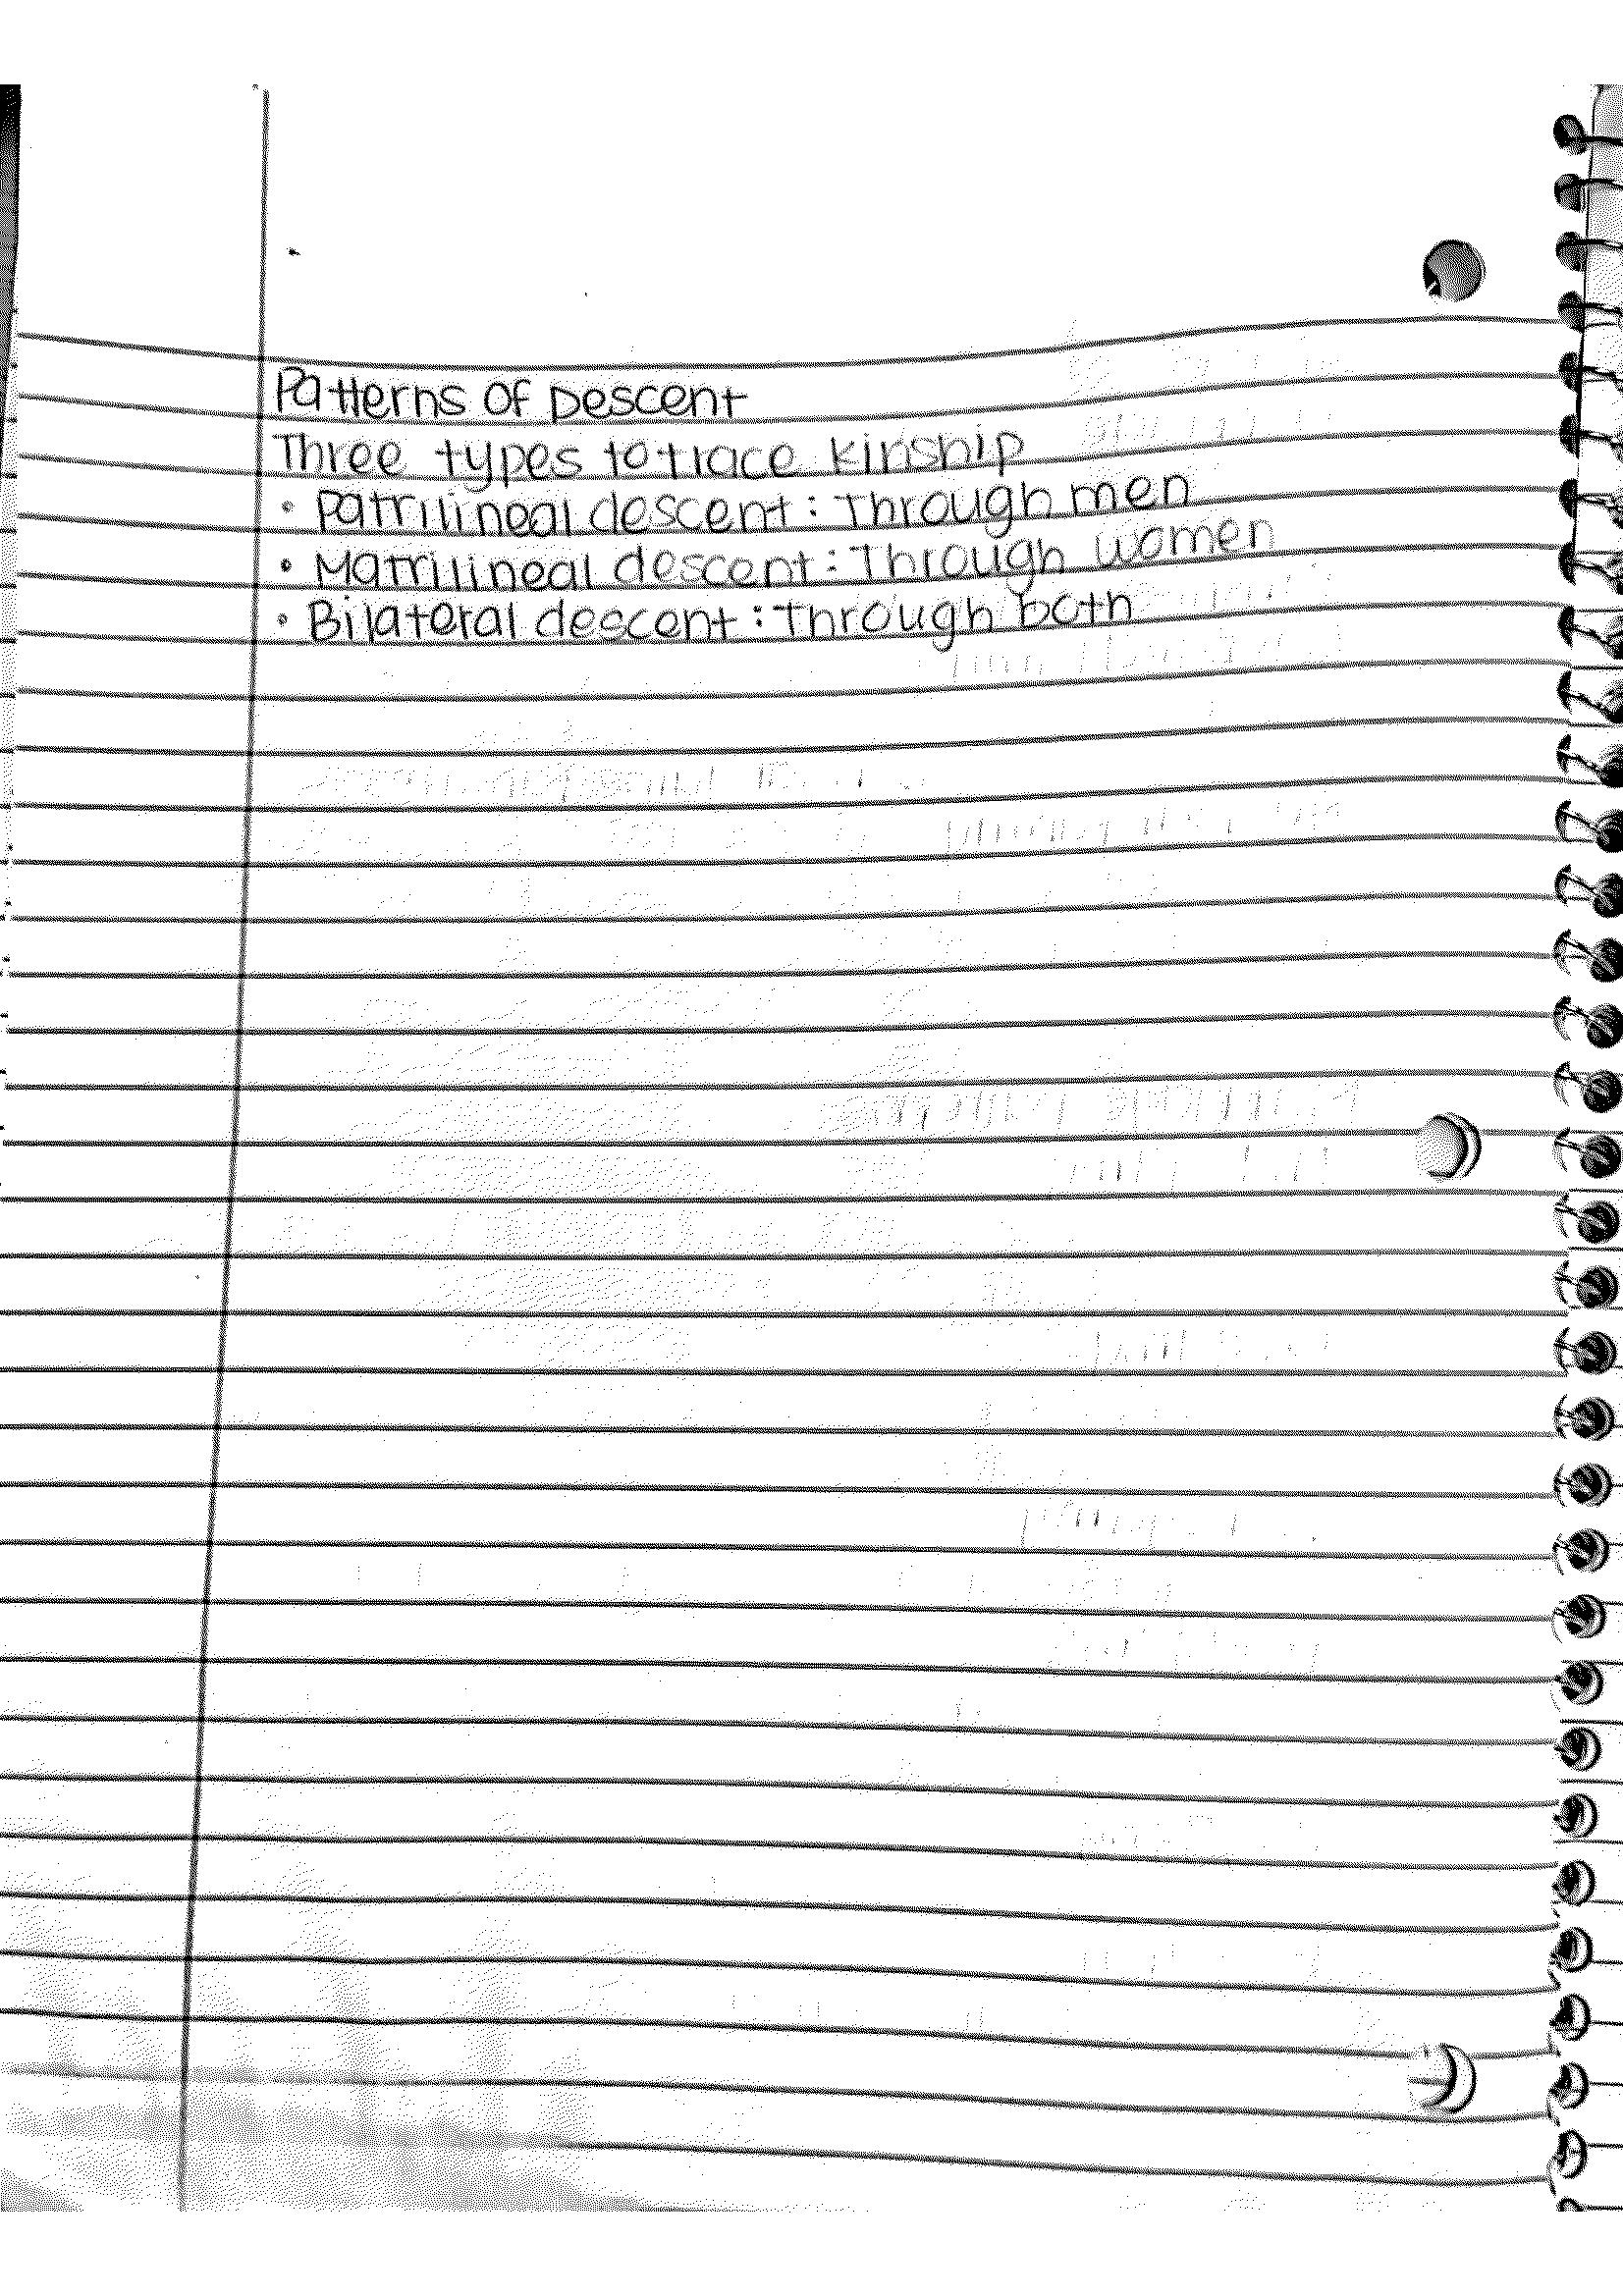 Patterns of Descent
Three types to trace kinship
• Patrilineal descent: Through men
• Matrilineal descent: Through women
• Bilateral descent: Through both